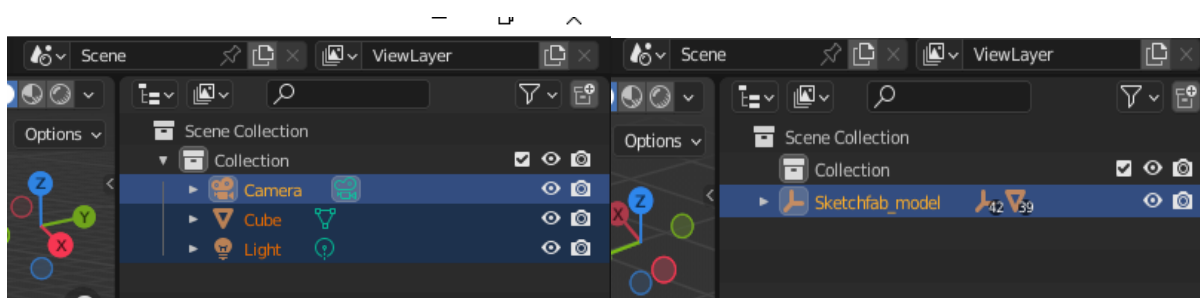 Scene ViewLayer
Options
Scene Collection
Collection
Camera
Cube
Light
Z
Y
X
Scene ViewLayer
Options
Scene Collection
Collection
Sketchfab_model 42 39
Z
X